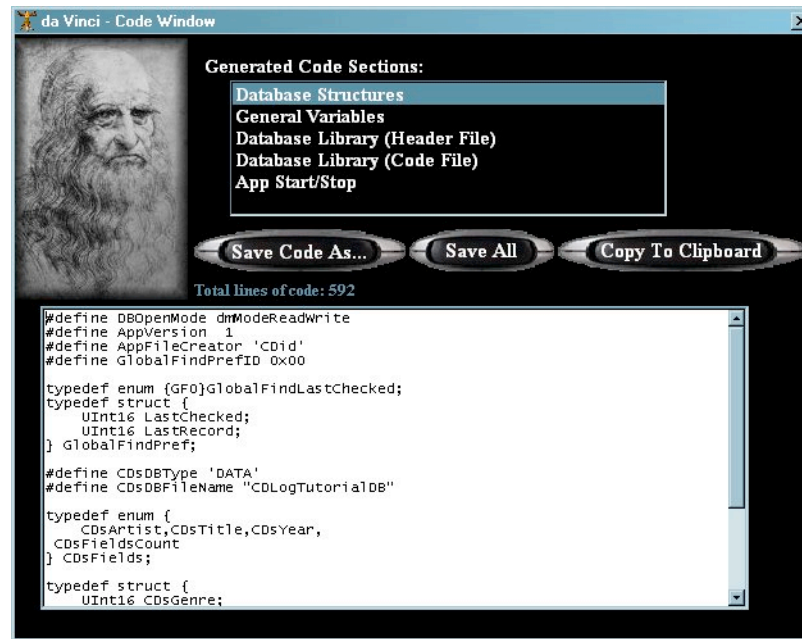 da Vinci - Code Window
Generated Code Sections:
Database Structures
General Variables
Database Library (Header File)
Database Library (Code File)
App Start/Stop
Save Code As... Save All Copy To Clipboard
Total lines of code: 592
#define DBOpenMode dmModeReadWrite
#define AppVersion 1
#define AppFileCreator 'CDid'
#define GlobalFindPrefID 0x00
typedef enum {GF0}GlobalFindLastChecked;
typedef struct {
UInt16 LastChecked;
UInt16 LastRecord;
} GlobalFindPref;
#define CDsDBType 'DATA'
#define CDsDBFileName "CDLogTutorialDB"
typedef enum {
CDsArtist,CDsTitle,CDsYear,
CDsFieldsCount
} CDsFields;
typedef struct {
UInt16 CDsGenre;